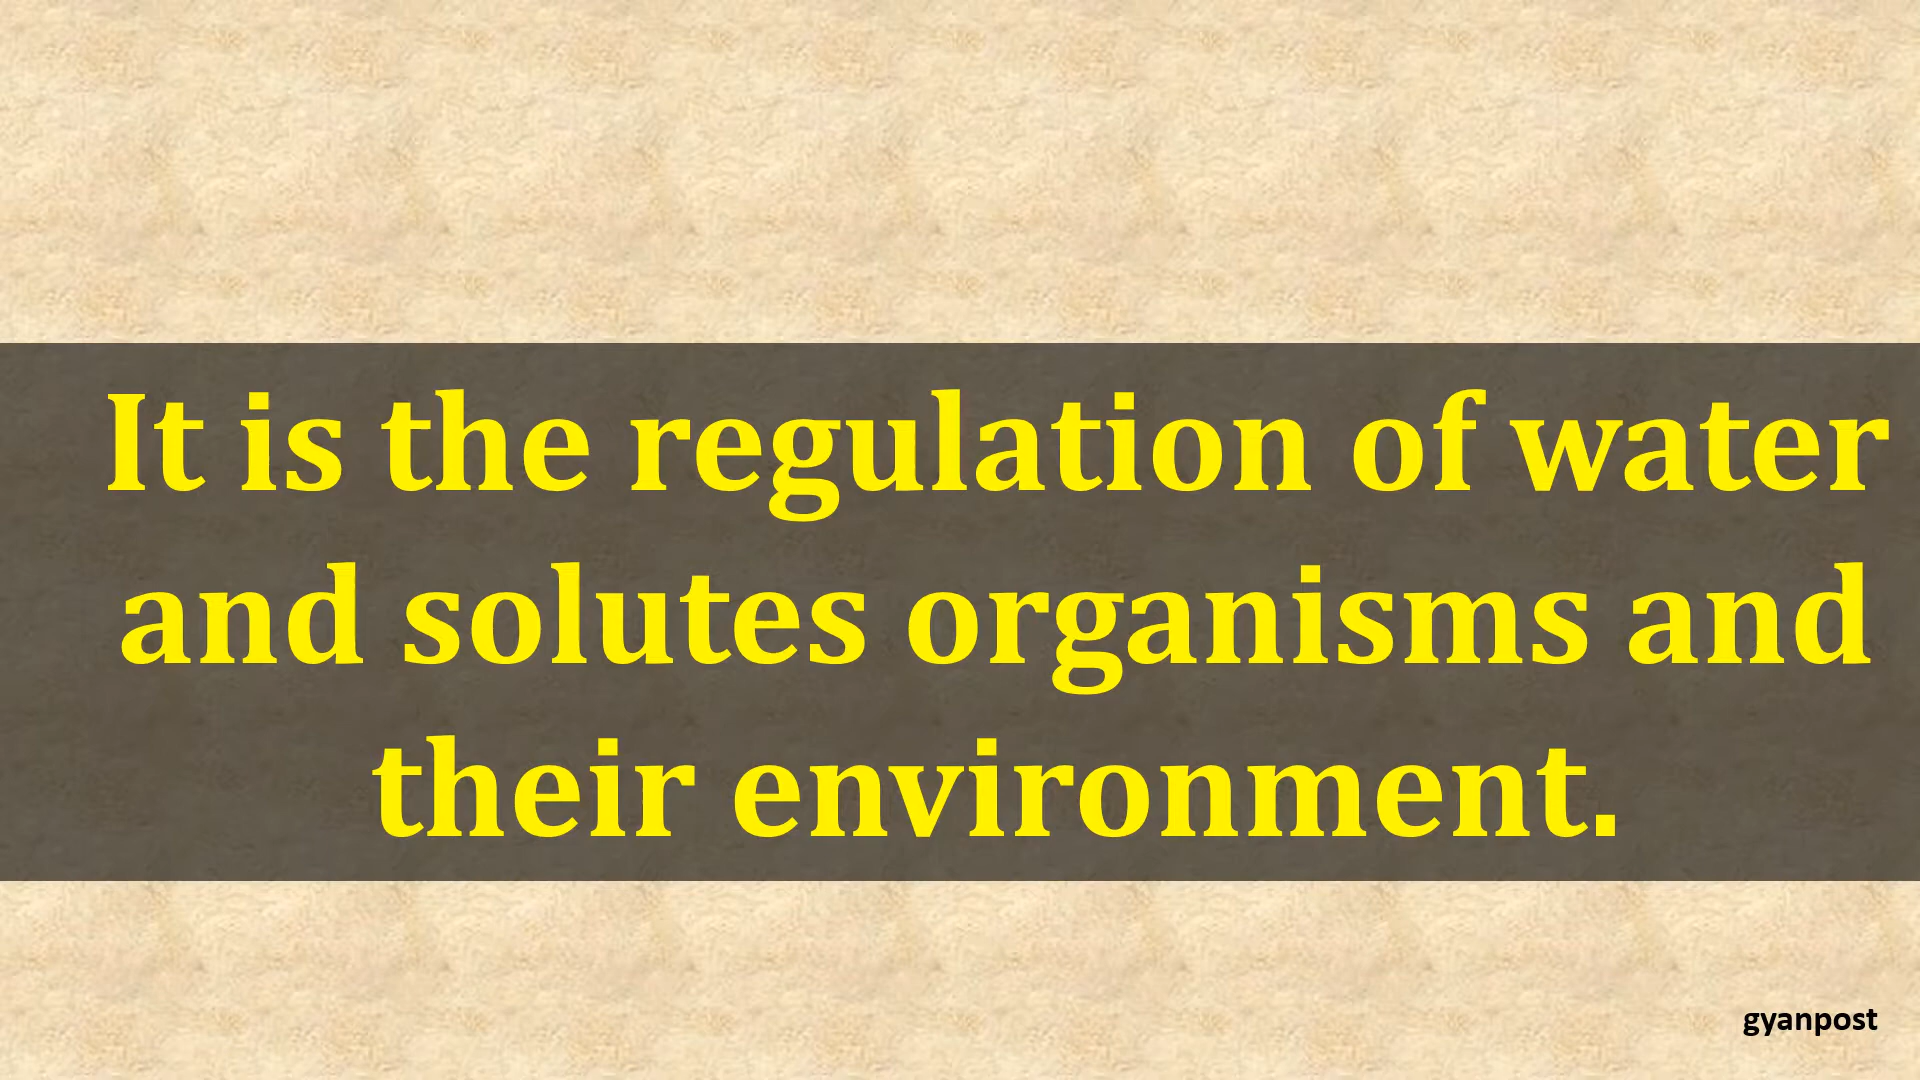 It is the regulation of water
and solutes organisms and
their environment.
gyanpost